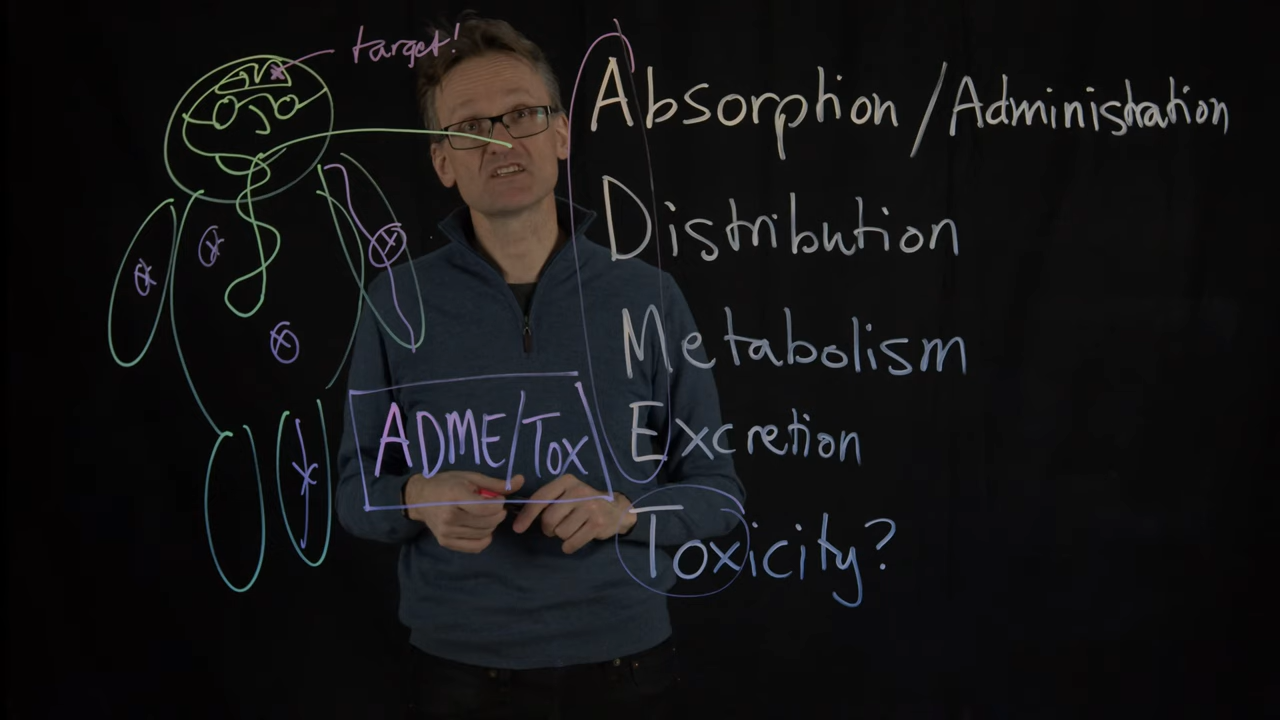 target!
Absorption / Administration
Distribution
Metabolism
Excretion
ADME/Tox
Toxicity?